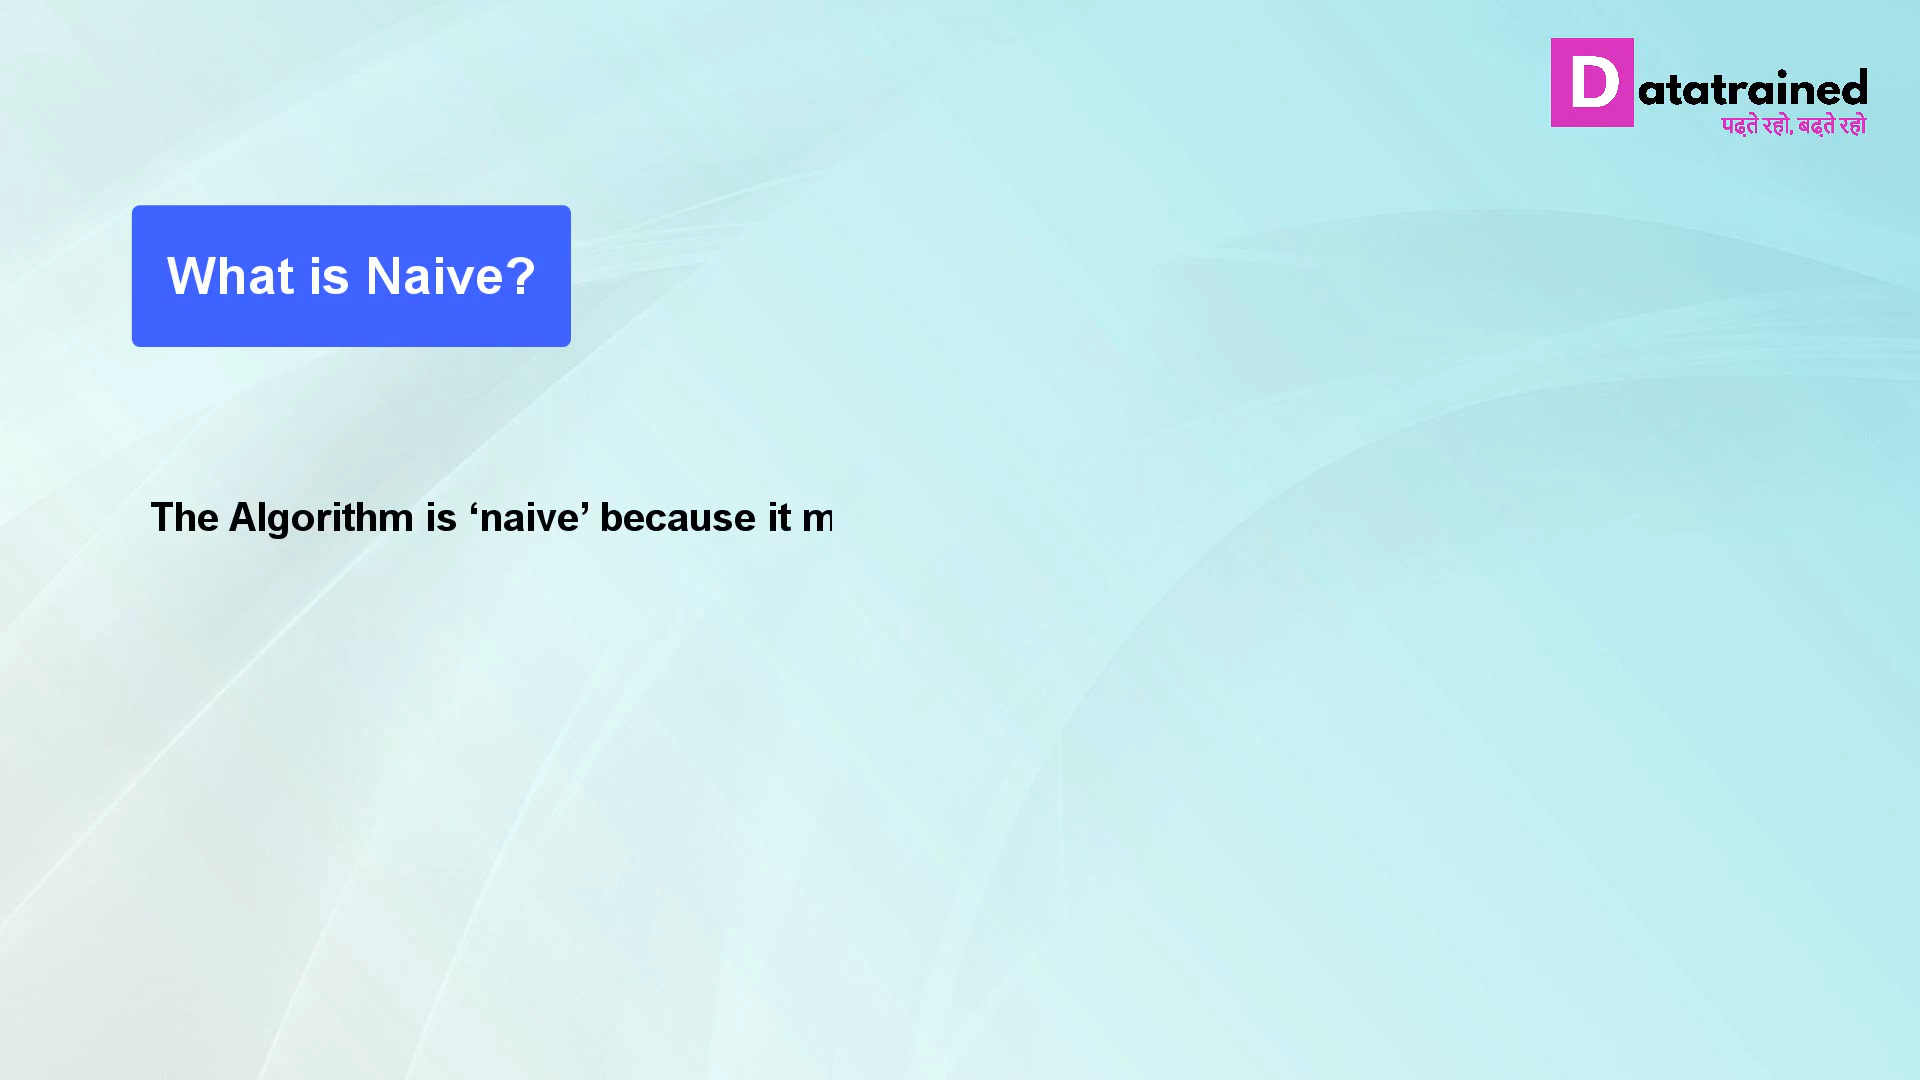 Datatrained
पढ़ते रहो, बढ़ते रहो
What is Naive?
The Algorithm is ‘naive’ because it m